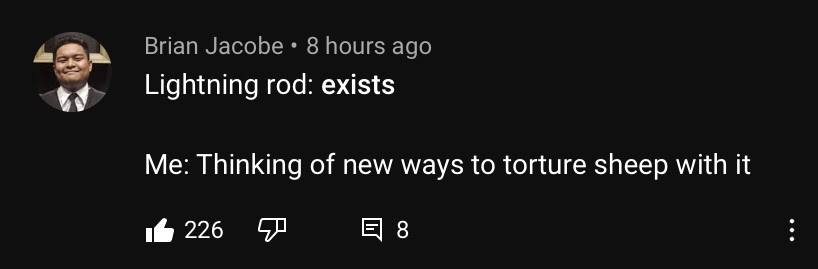 Brian Jacobe • 8 hours ago
Lightning rod: exists
Me: Thinking of new ways to torture sheep with it
226 8